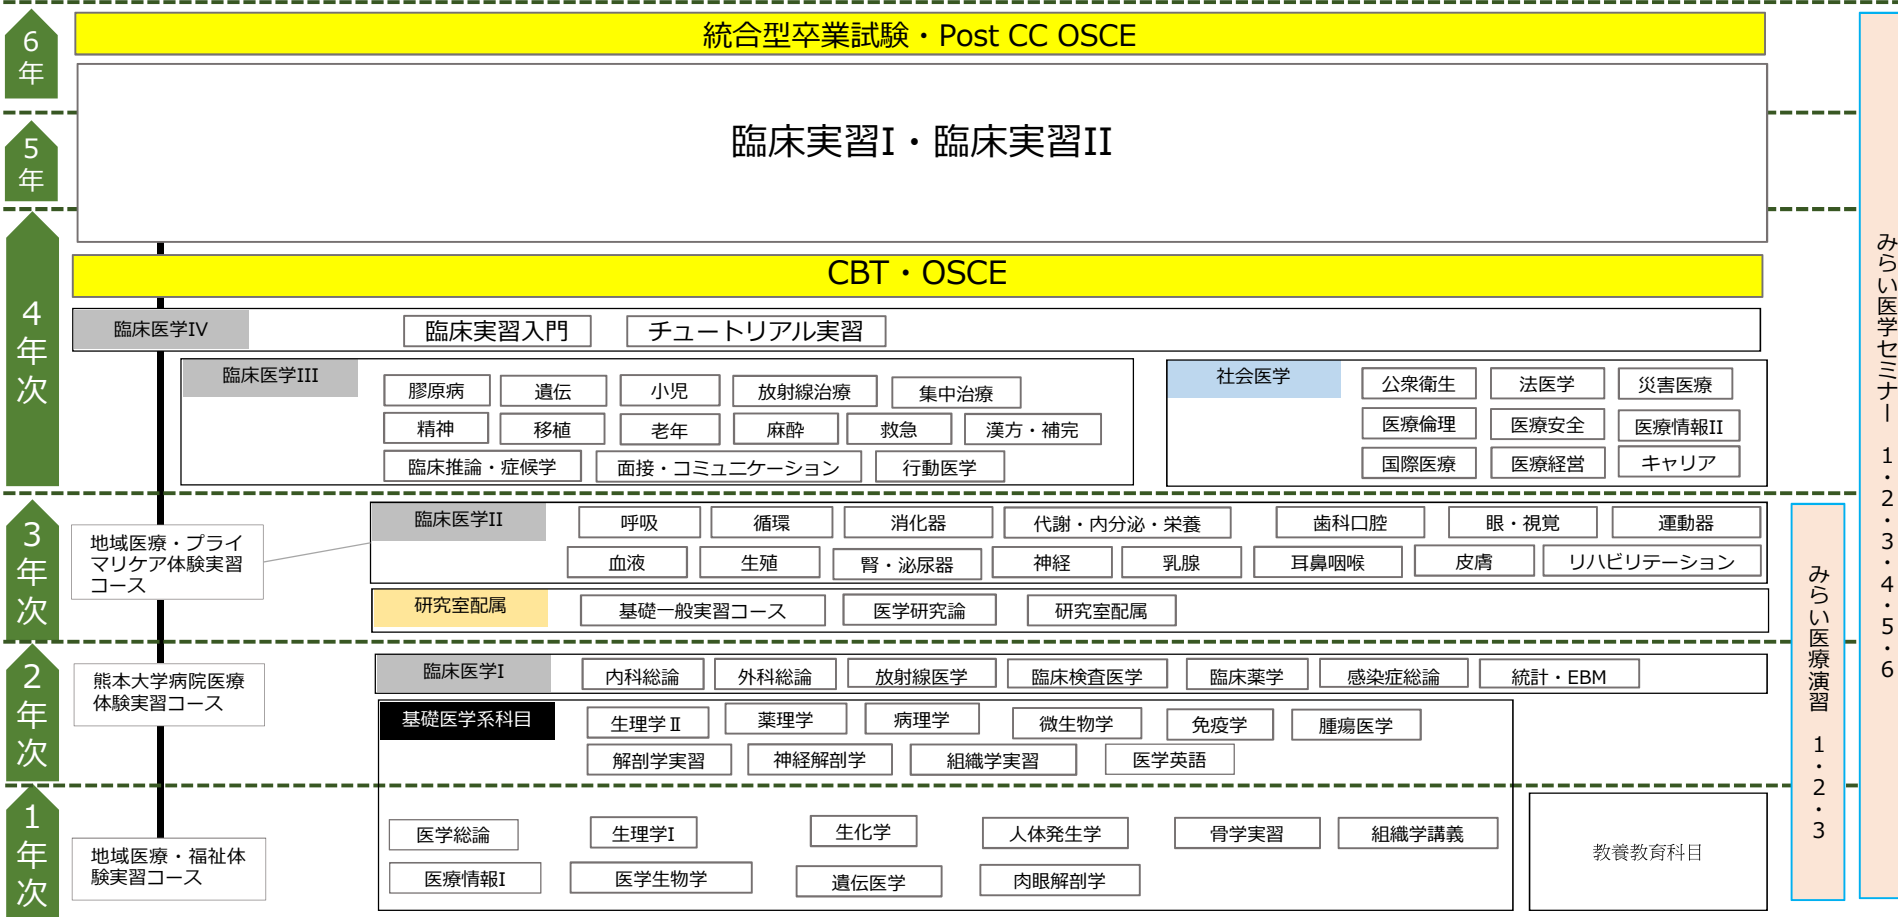 6年
統合型卒業試験・Post CC OSCE
5年
臨床実習I・臨床実習II
4年次
CBT・OSCE
臨床医学IV
臨床実習入門
チュートリアル実習
臨床医学III
膠原病
遺伝
小児
放射線治療
集中治療
精神
移植
老年
麻酔
救急
漢方・補完
臨床推論・症候学
面接・コミュニケーション
行動医学
社会医学
公衆衛生
法医学
災害医療
医療倫理
医療安全
医療情報II
国際医療
医療経営
キャリア
3年次
地域医療・プライ
マリケア体験実習
コース
臨床医学II
呼吸
循環
消化器
代謝・内分泌・栄養
歯科口腔
眼・視覚
運動器
血液
生殖
腎・泌尿器
神経
乳腺
耳鼻咽喉
皮膚
リハビリテーション
研究室配属
基礎一般実習コース
医学研究論
研究室配属
2年次
熊本大学病院医療
体験実習コース
臨床医学I
内科総論
外科総論
放射線医学
臨床検査医学
臨床薬学
感染症総論
統計・EBM
基礎医学系科目
生理学Ⅱ
薬理学
病理学
微生物学
免疫学
腫瘍医学
解剖学実習
神経解剖学
組織学実習
医学英語
1年次
地域医療・福祉体
験実習コース
医学総論
生理学I
生化学
人体発生学
骨学実習
組織学講義
医療情報I
医学生物学
遺伝医学
肉眼解剖学
教養教育科目
みらい医療演習 1・2・3
みらい医学セミナー 1・2・3・4・5・6